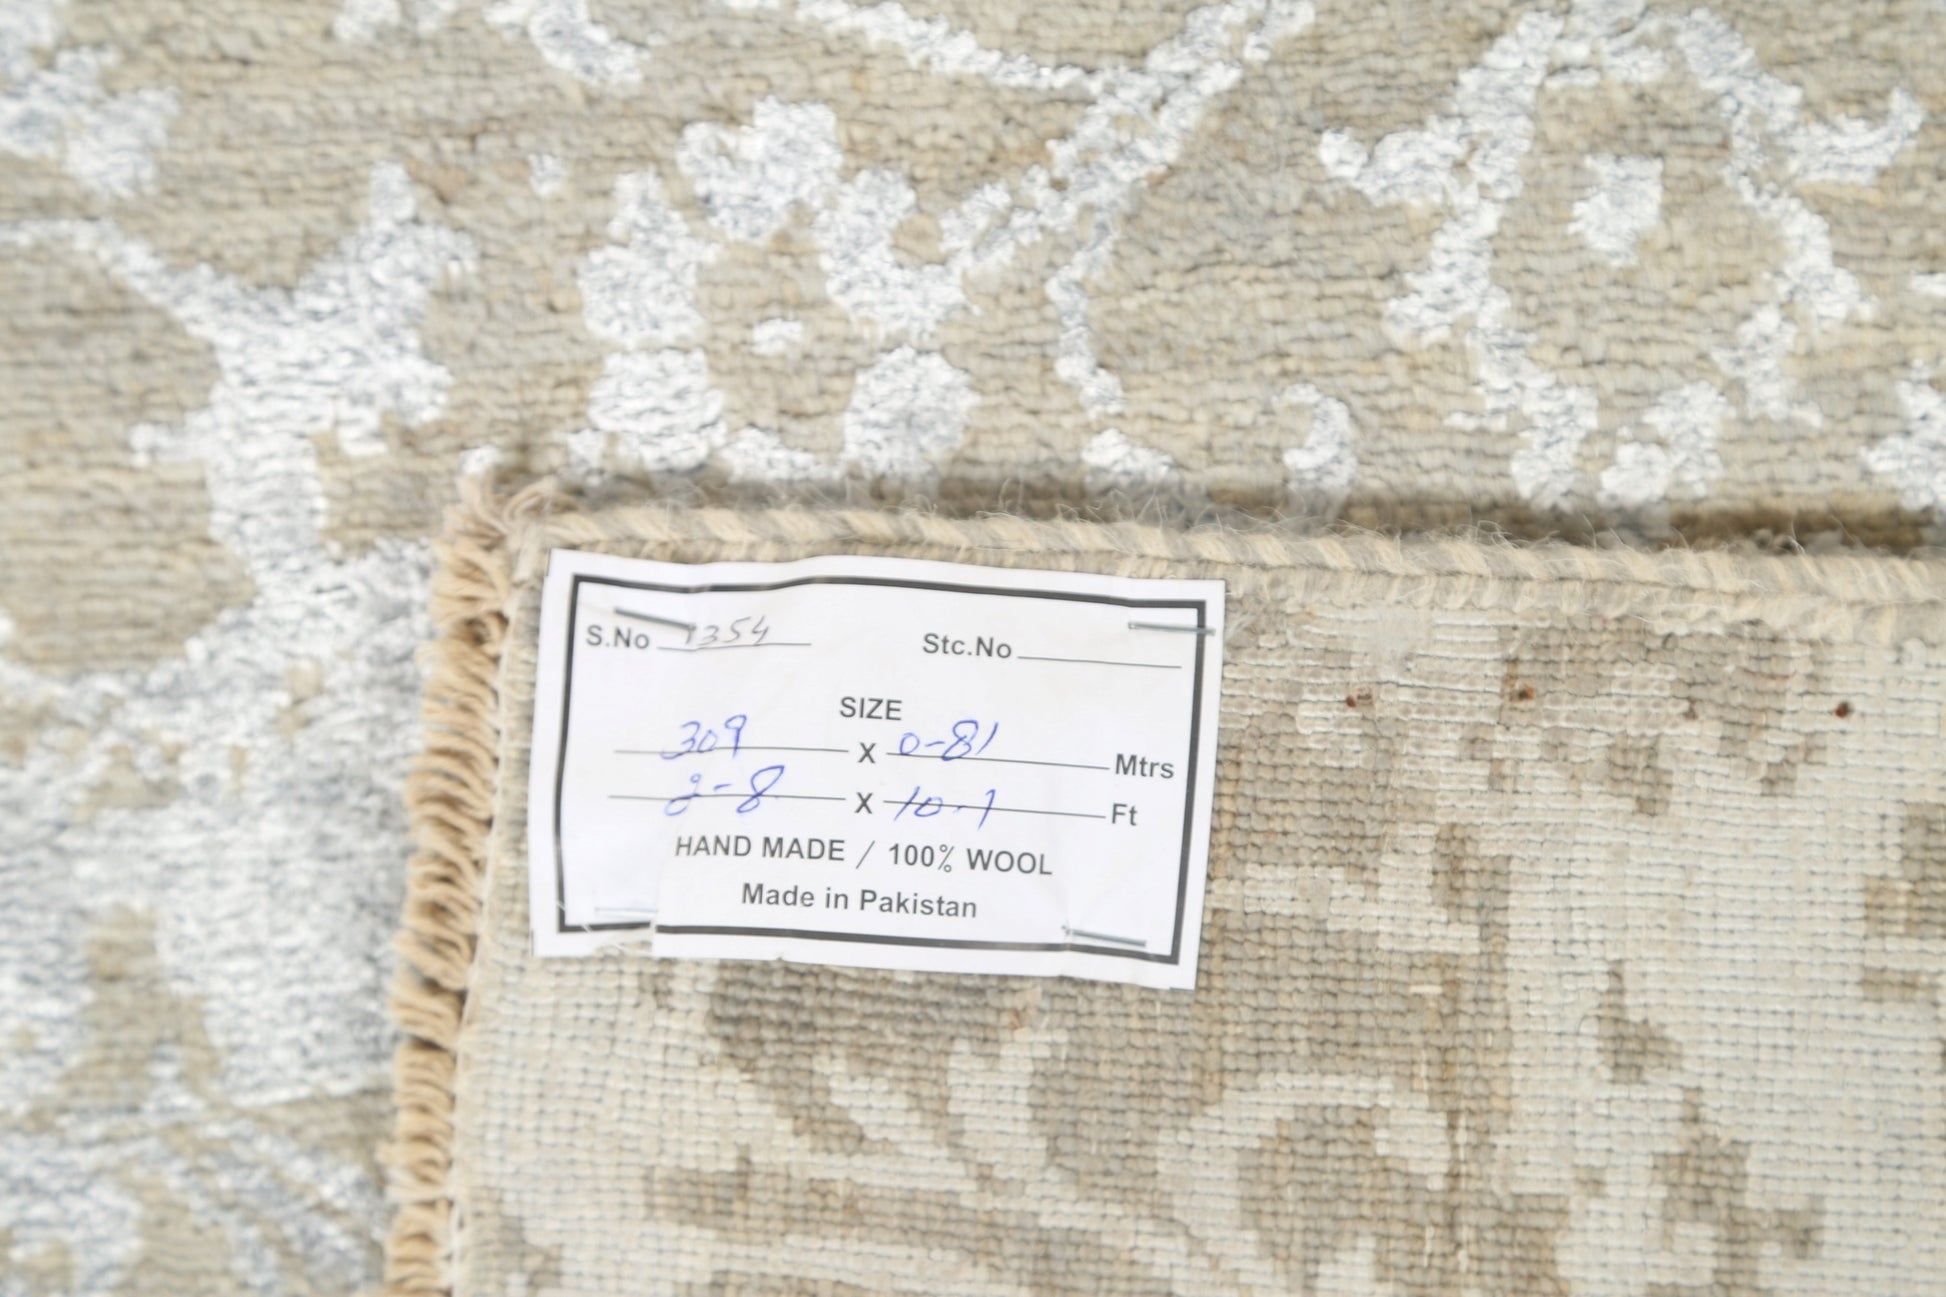 S.No 1354 Stc.No
SIZE
309 X 0-81 Mtrs
2-8 X 10-1 Ft
HAND MADE / 100% WOOL
Made in Pakistan